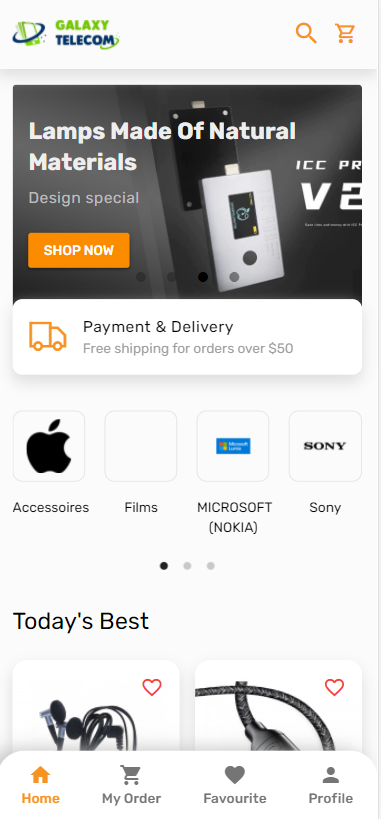 GALAXY
TELECOM
Lamps Made Of Natural
Materials
ICC PR
V2
Design special
SHOP NOW
Payment & Delivery
Free shipping for orders over $50
Microsoft
Lumia
SONY
Accessoires
Films
MICROSOFT
(NOKIA)
Sony
Today's Best
Home
My Order
Favourite
Profile